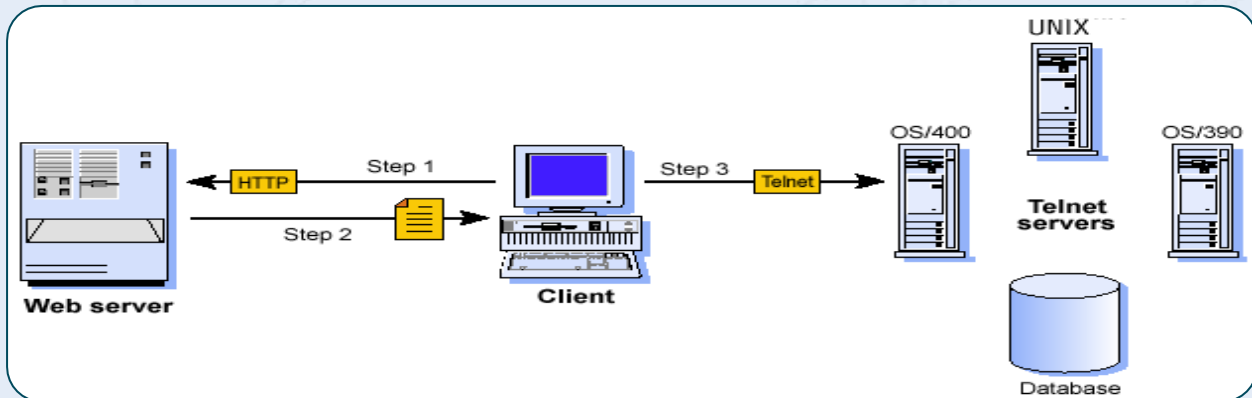 UNIX
OS/400
OS/390
Step 1
HTTP
Step 3
Telnet
Step 2
Telnet
servers
Client
Web server
Database